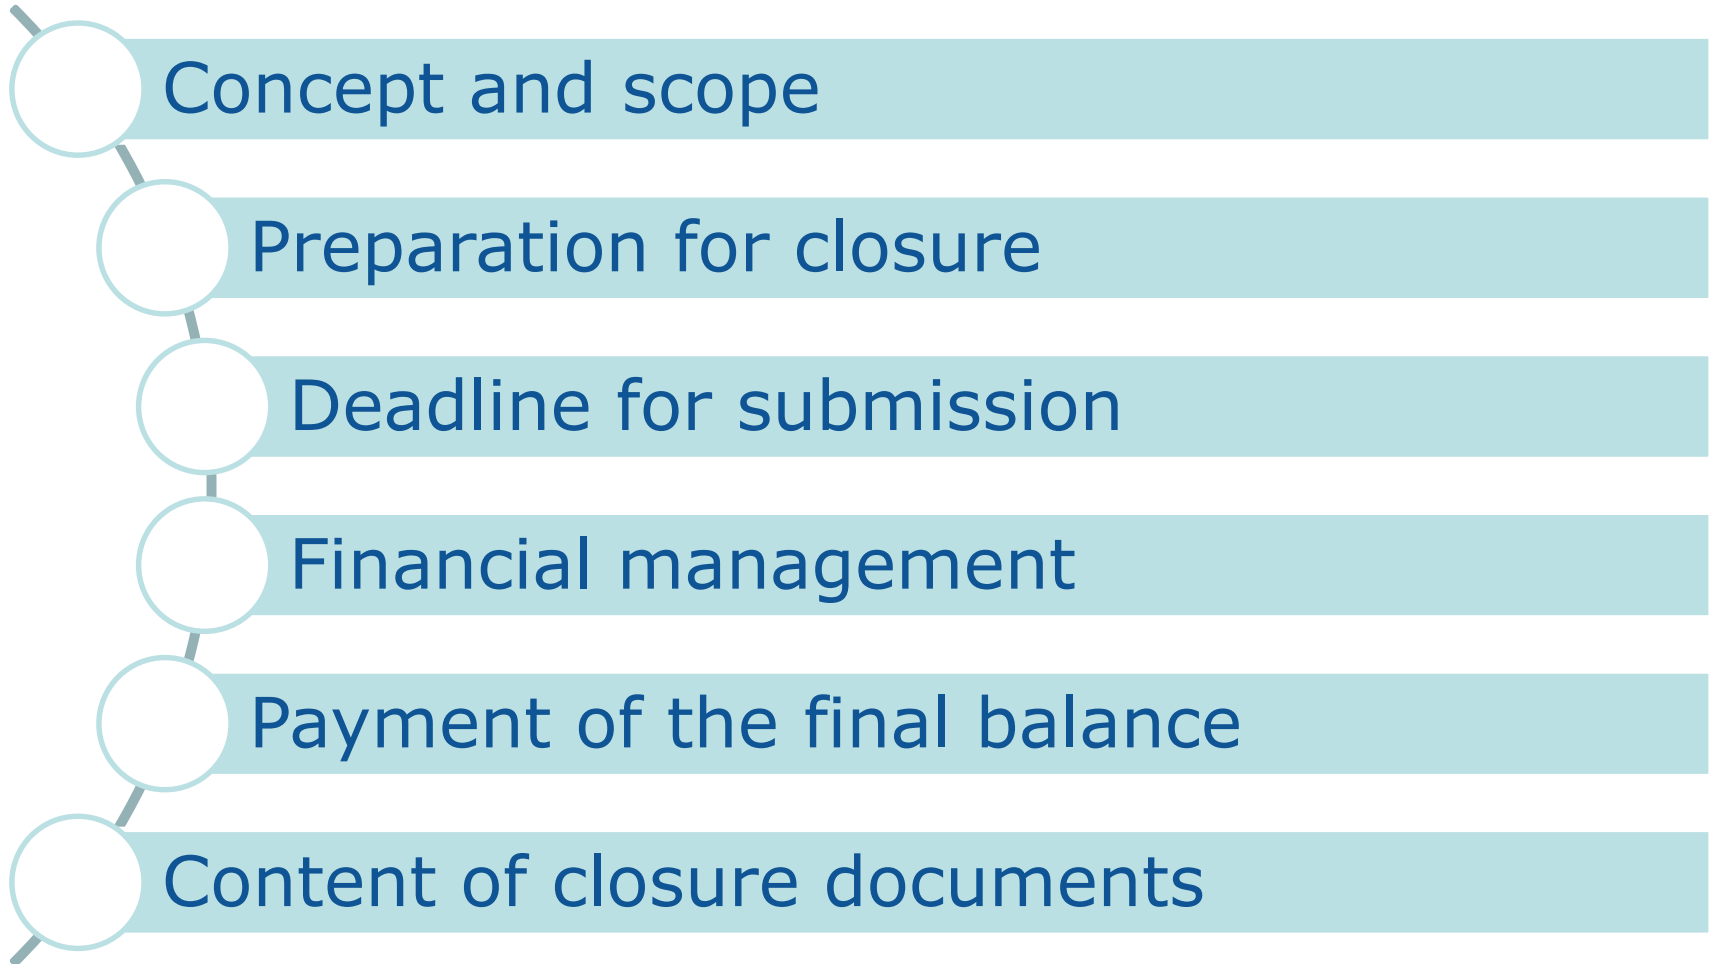 Concept and scope
Preparation for closure
Deadline for submission
Financial management
Payment of the final balance
Content of closure documents